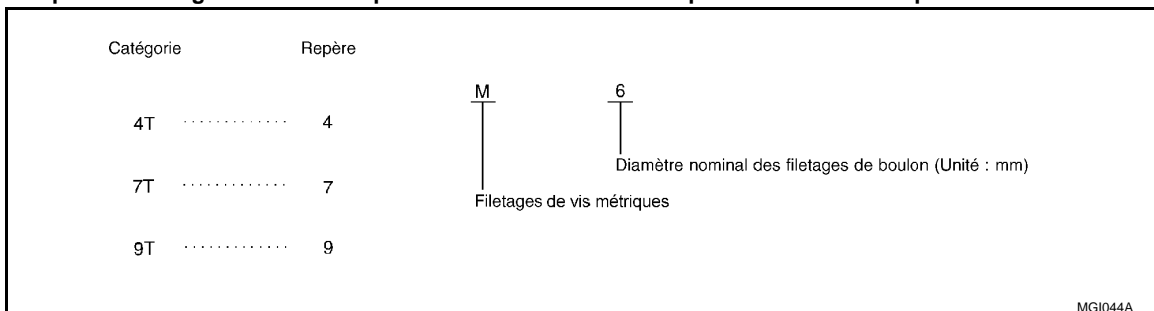 Catégorie Repère
M 6
4T ············· 4
Diamètre nominal des filetages de boulon (Unité : mm)
7T ············· 7
Filetages de vis métriques
9T ············· 9
MGI044A